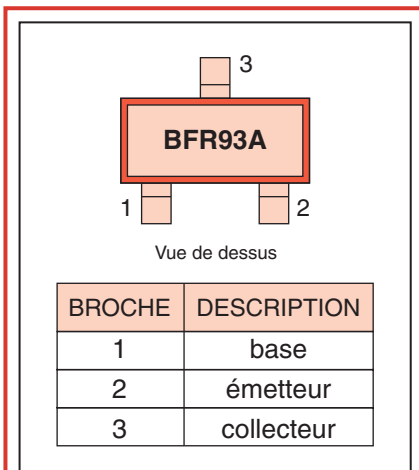 3
BFR93A
1 2
Vue de dessus
BROCHE DESCRIPTION
1 base
2 émetteur
3 collecteur